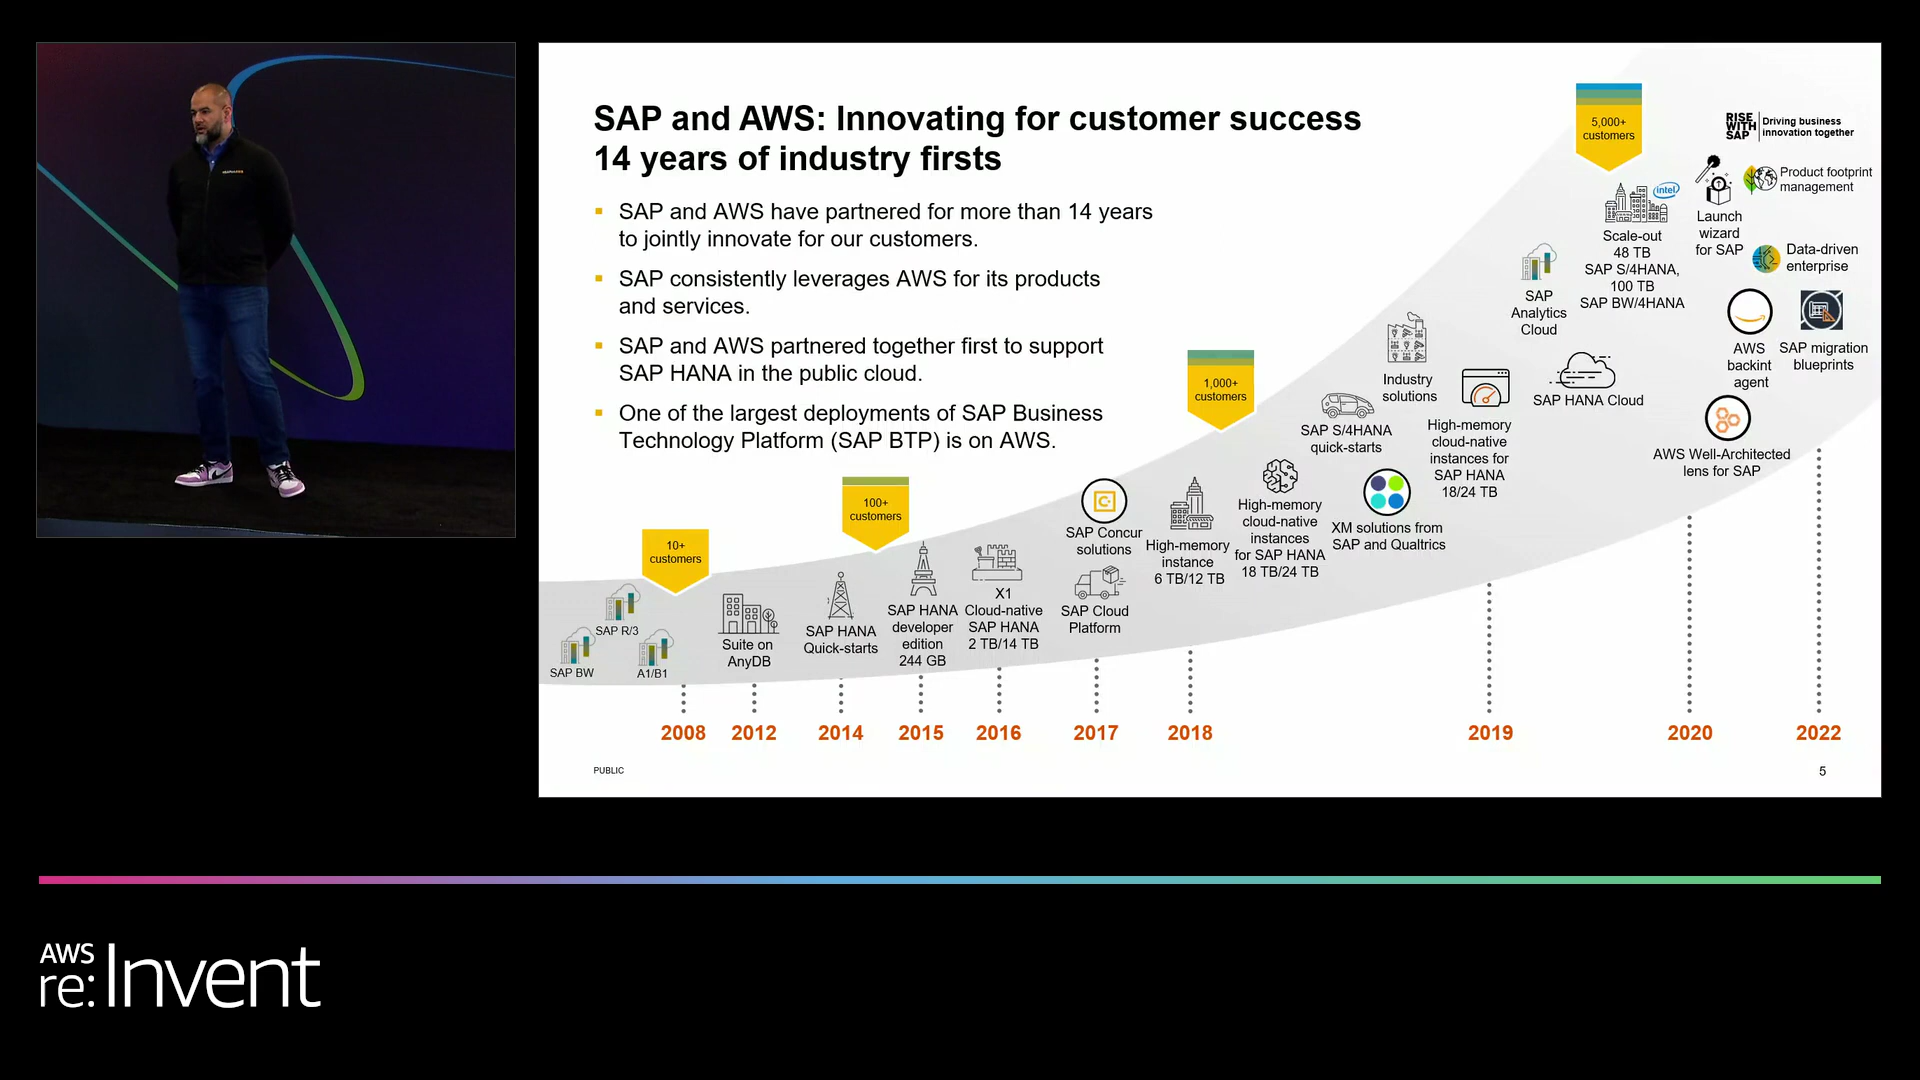 SAP and AWS: Innovating for customer success
14 years of industry firsts
SAP and AWS have partnered for more than 14 years
to jointly innovate for our customers.
SAP consistently leverages AWS for its products
and services.
SAP and AWS partnered together first to support
SAP HANA in the public cloud.
One of the largest deployments of SAP Business
Technology Platform (SAP BTP) is on AWS.
10+
customers
100+
customers
1,000+
customers
5,000+
customers
SAP R/3
SAP BW
A1/B1
Suite on
AnyDB
SAP HANA
Quick-starts
SAP HANA
developer
edition
244 GB
X1
Cloud-native
SAP HANA
2 TB/14 TB
SAP Concur
solutions
SAP Cloud
Platform
High-memory
instance
6 TB/12 TB
High-memory
cloud-native
instances
for SAP HANA
18 TB/24 TB
SAP S/4HANA
quick-starts
XM solutions from
SAP and Qualtrics
Industry
solutions
High-memory
cloud-native
instances for
SAP HANA
18/24 TB
SAP
Analytics
Cloud
SAP HANA Cloud
intel
Scale-out
48 TB
SAP S/4HANA,
100 TB
SAP BW/4HANA
RISE
WITH
SAP
Driving business
innovation together
Launch
wizard
for SAP
Product footprint
management
Data-driven
enterprise
AWS
backint
agent
SAP migration
blueprints
AWS Well-Architected
lens for SAP
2008
2012
2014
2015
2016
2017
2018
2019
2020
2022
PUBLIC
5
AWS
re:Invent